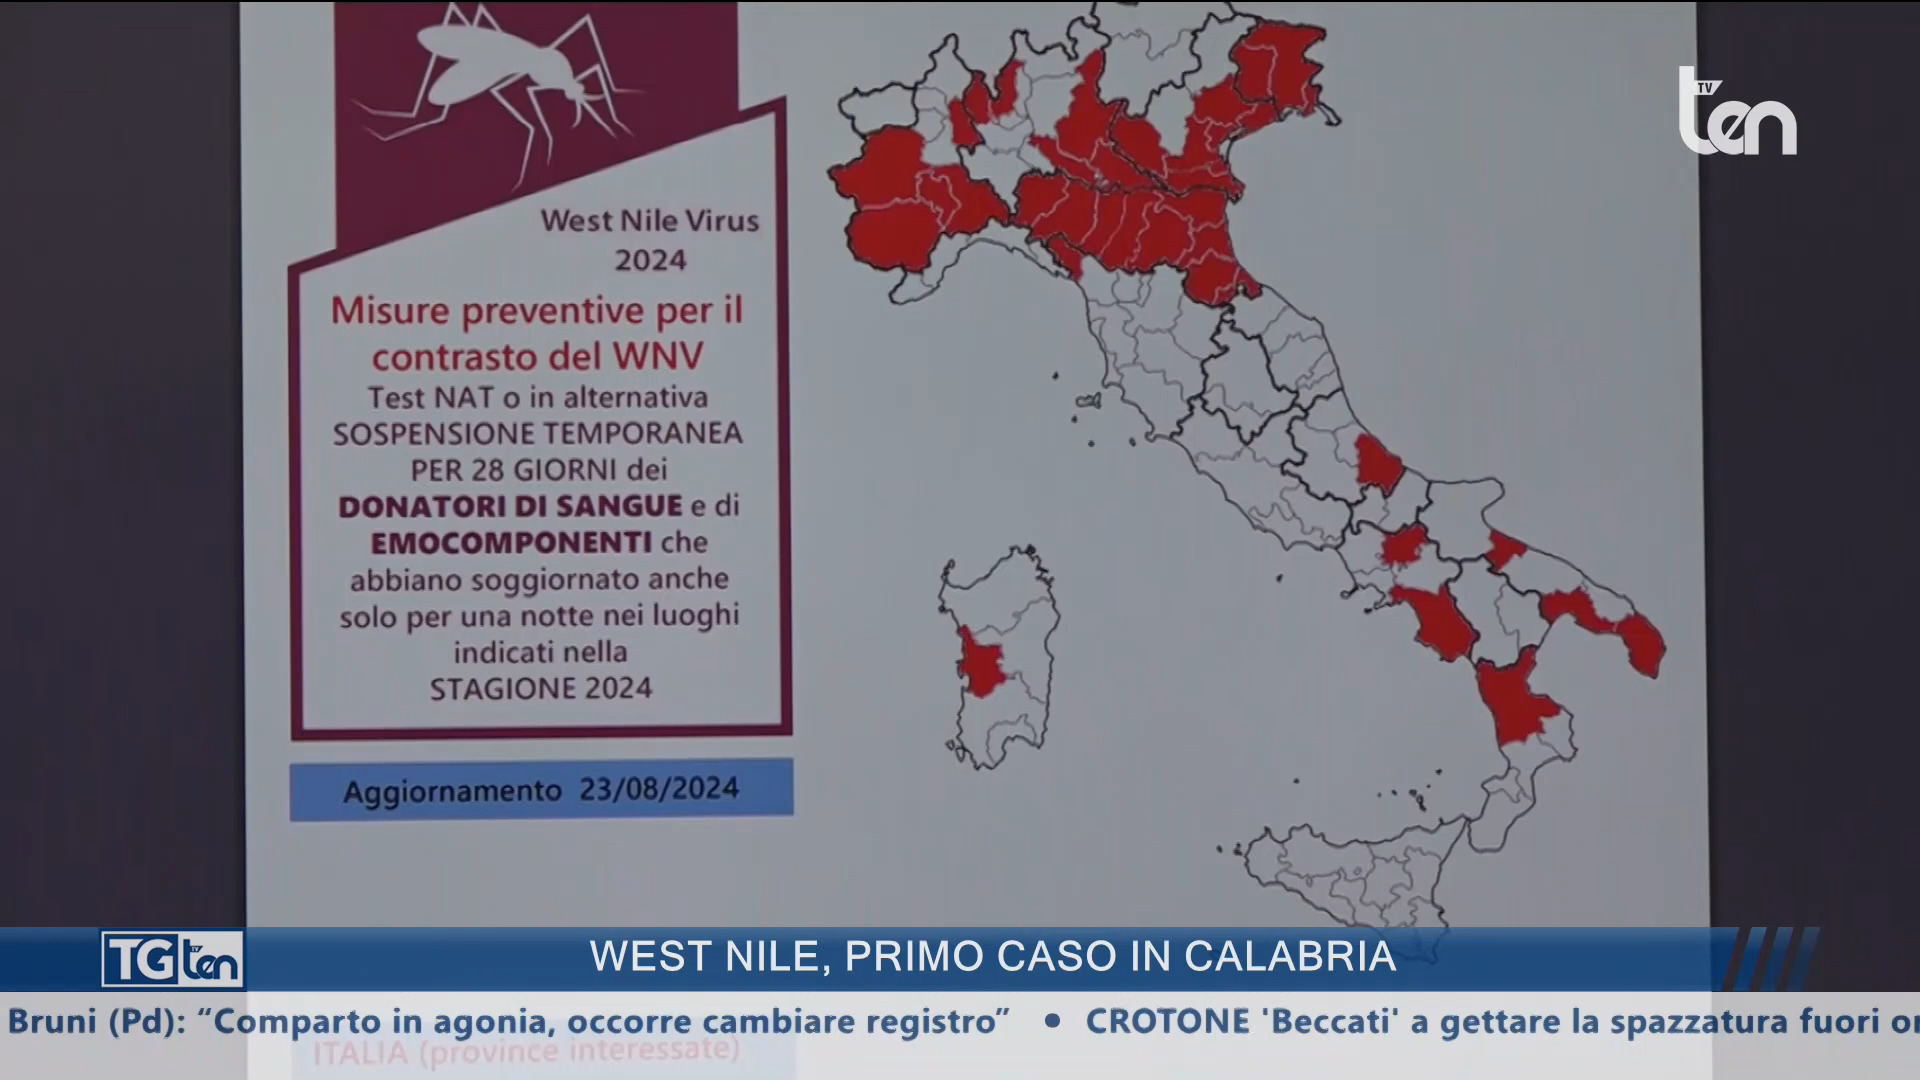 West Nile Virus
2024
Misure preventive per il
contrasto del WNV
Test NAT o in alternativa
SOSPENSIONE TEMPORANEA
PER 28 GIORNI dei
DONATORI DI SANGUE e di
EMOCOMPONENTI che
abbiano soggiornato anche
solo per una notte nei luoghi
indicati nella
STAGIONE 2024
Aggiornamento 23/08/2024
TV
ten
TG ten
TV
WEST NILE, PRIMO CASO IN CALABRIA
Bruni (Pd): “Comparto in agonia, occorre cambiare registro” • CROTONE 'Beccati' a gettare la spazzatura fuori or
ITALIA (province interessate)